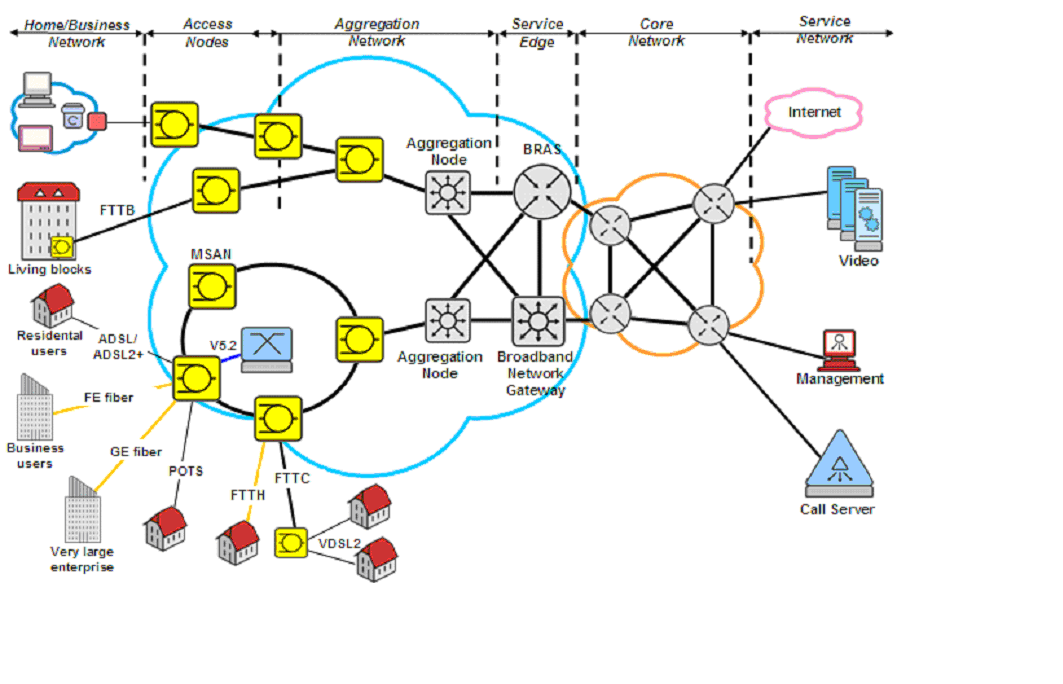 Home/Business
Network
Access
Nodes
Aggregation
Network
Service
Edge
Core
Network
Service
Network
C
Internet
Aggregation
Node
BRAS
FTTB
Living blocks
Video
MSAN
Residental
users
ADSL/
ADSL2+
V5.2
Aggregation
Node
Broadband
Network
Gateway
Management
FE fiber
Business
users
GE fiber
POTS
FTTH
FTTC
VDSL2
Call Server
Very large
enterprise